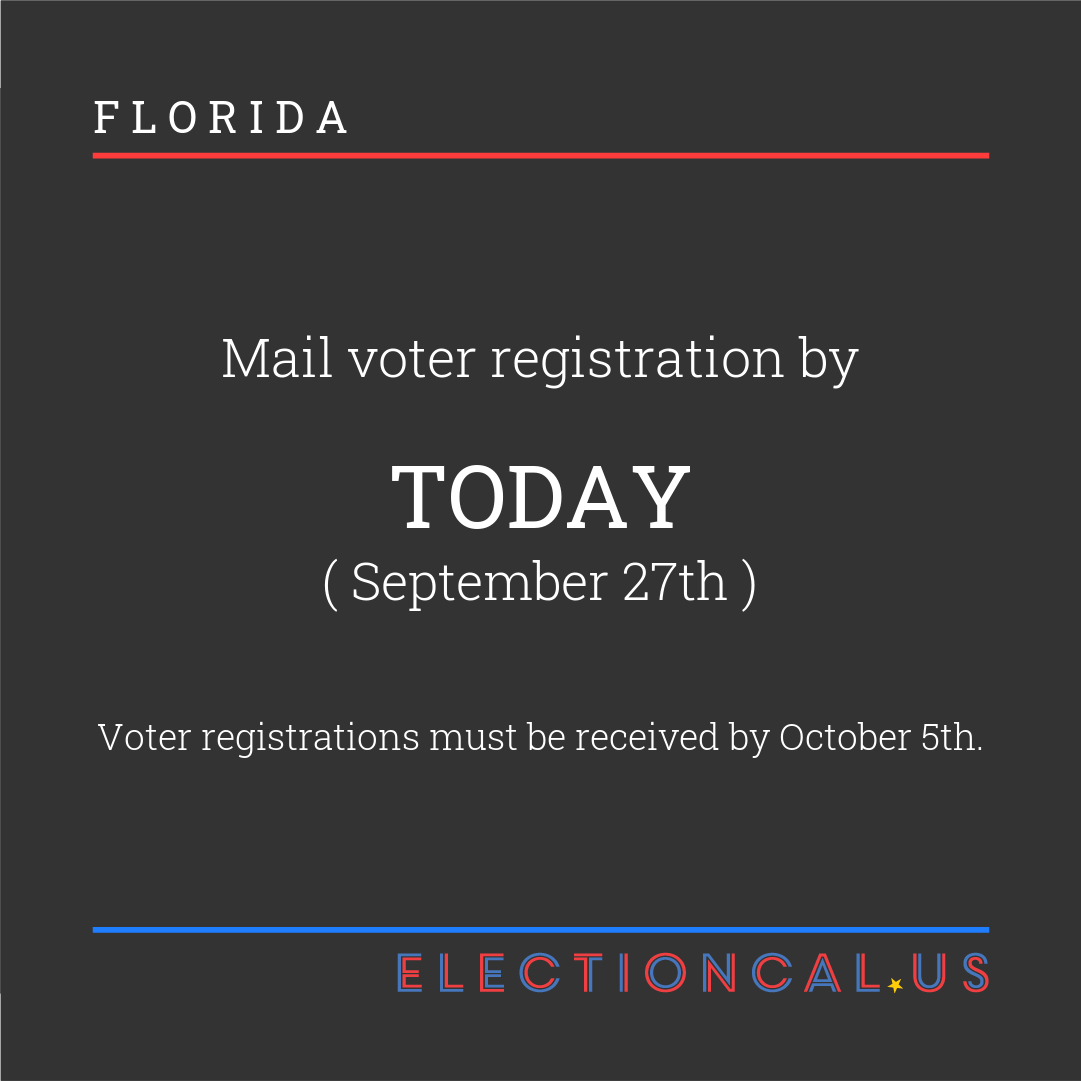 FLORIDA
Mail voter registration by
TODAY
( September 27th )
Voter registrations must be received by October 5th.
ELECTIONCAL.US